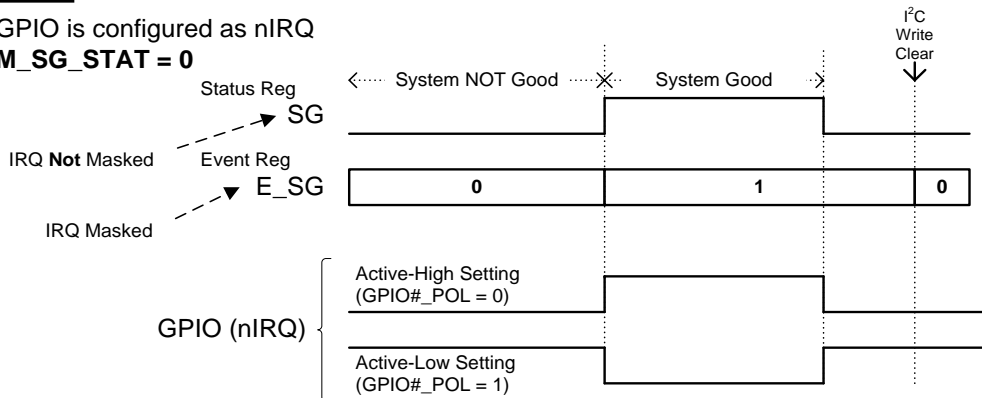 GPIO is configured as nIRQ
M_SG_STAT = 0
I²C
Write
Clear
System NOT Good
System Good
Status Reg
SG
IRQ Not Masked
Event Reg
E_SG
0
1
0
IRQ Masked
Active-High Setting
(GPIO#_POL = 0)
GPIO (nIRQ)
Active-Low Setting
(GPIO#_POL = 1)